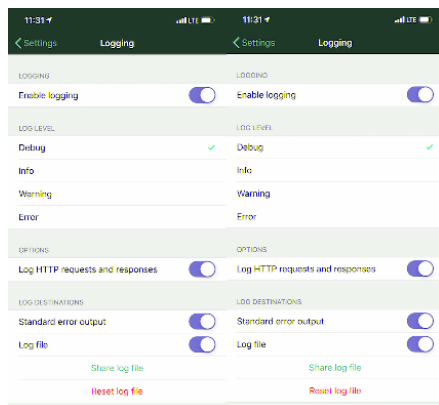 11:31
LTE
Settings
Logging
LOGGING
Enable logging
LOG LEVEL
Debug
Info
Warning
Error
OPTIONS
Log HTTP requests and responses
LOG DESTINATIONS
Standard error output
Log file
Share log file
Reset log file
11:31
LTE
Settings
Logging
LOGGING
Enable logging
LOG LEVEL
Debug
Info
Warning
Error
OPTIONS
Log HTTP requests and responses
LOG DESTINATIONS
Standard error output
Log file
Share log file
Reset log file